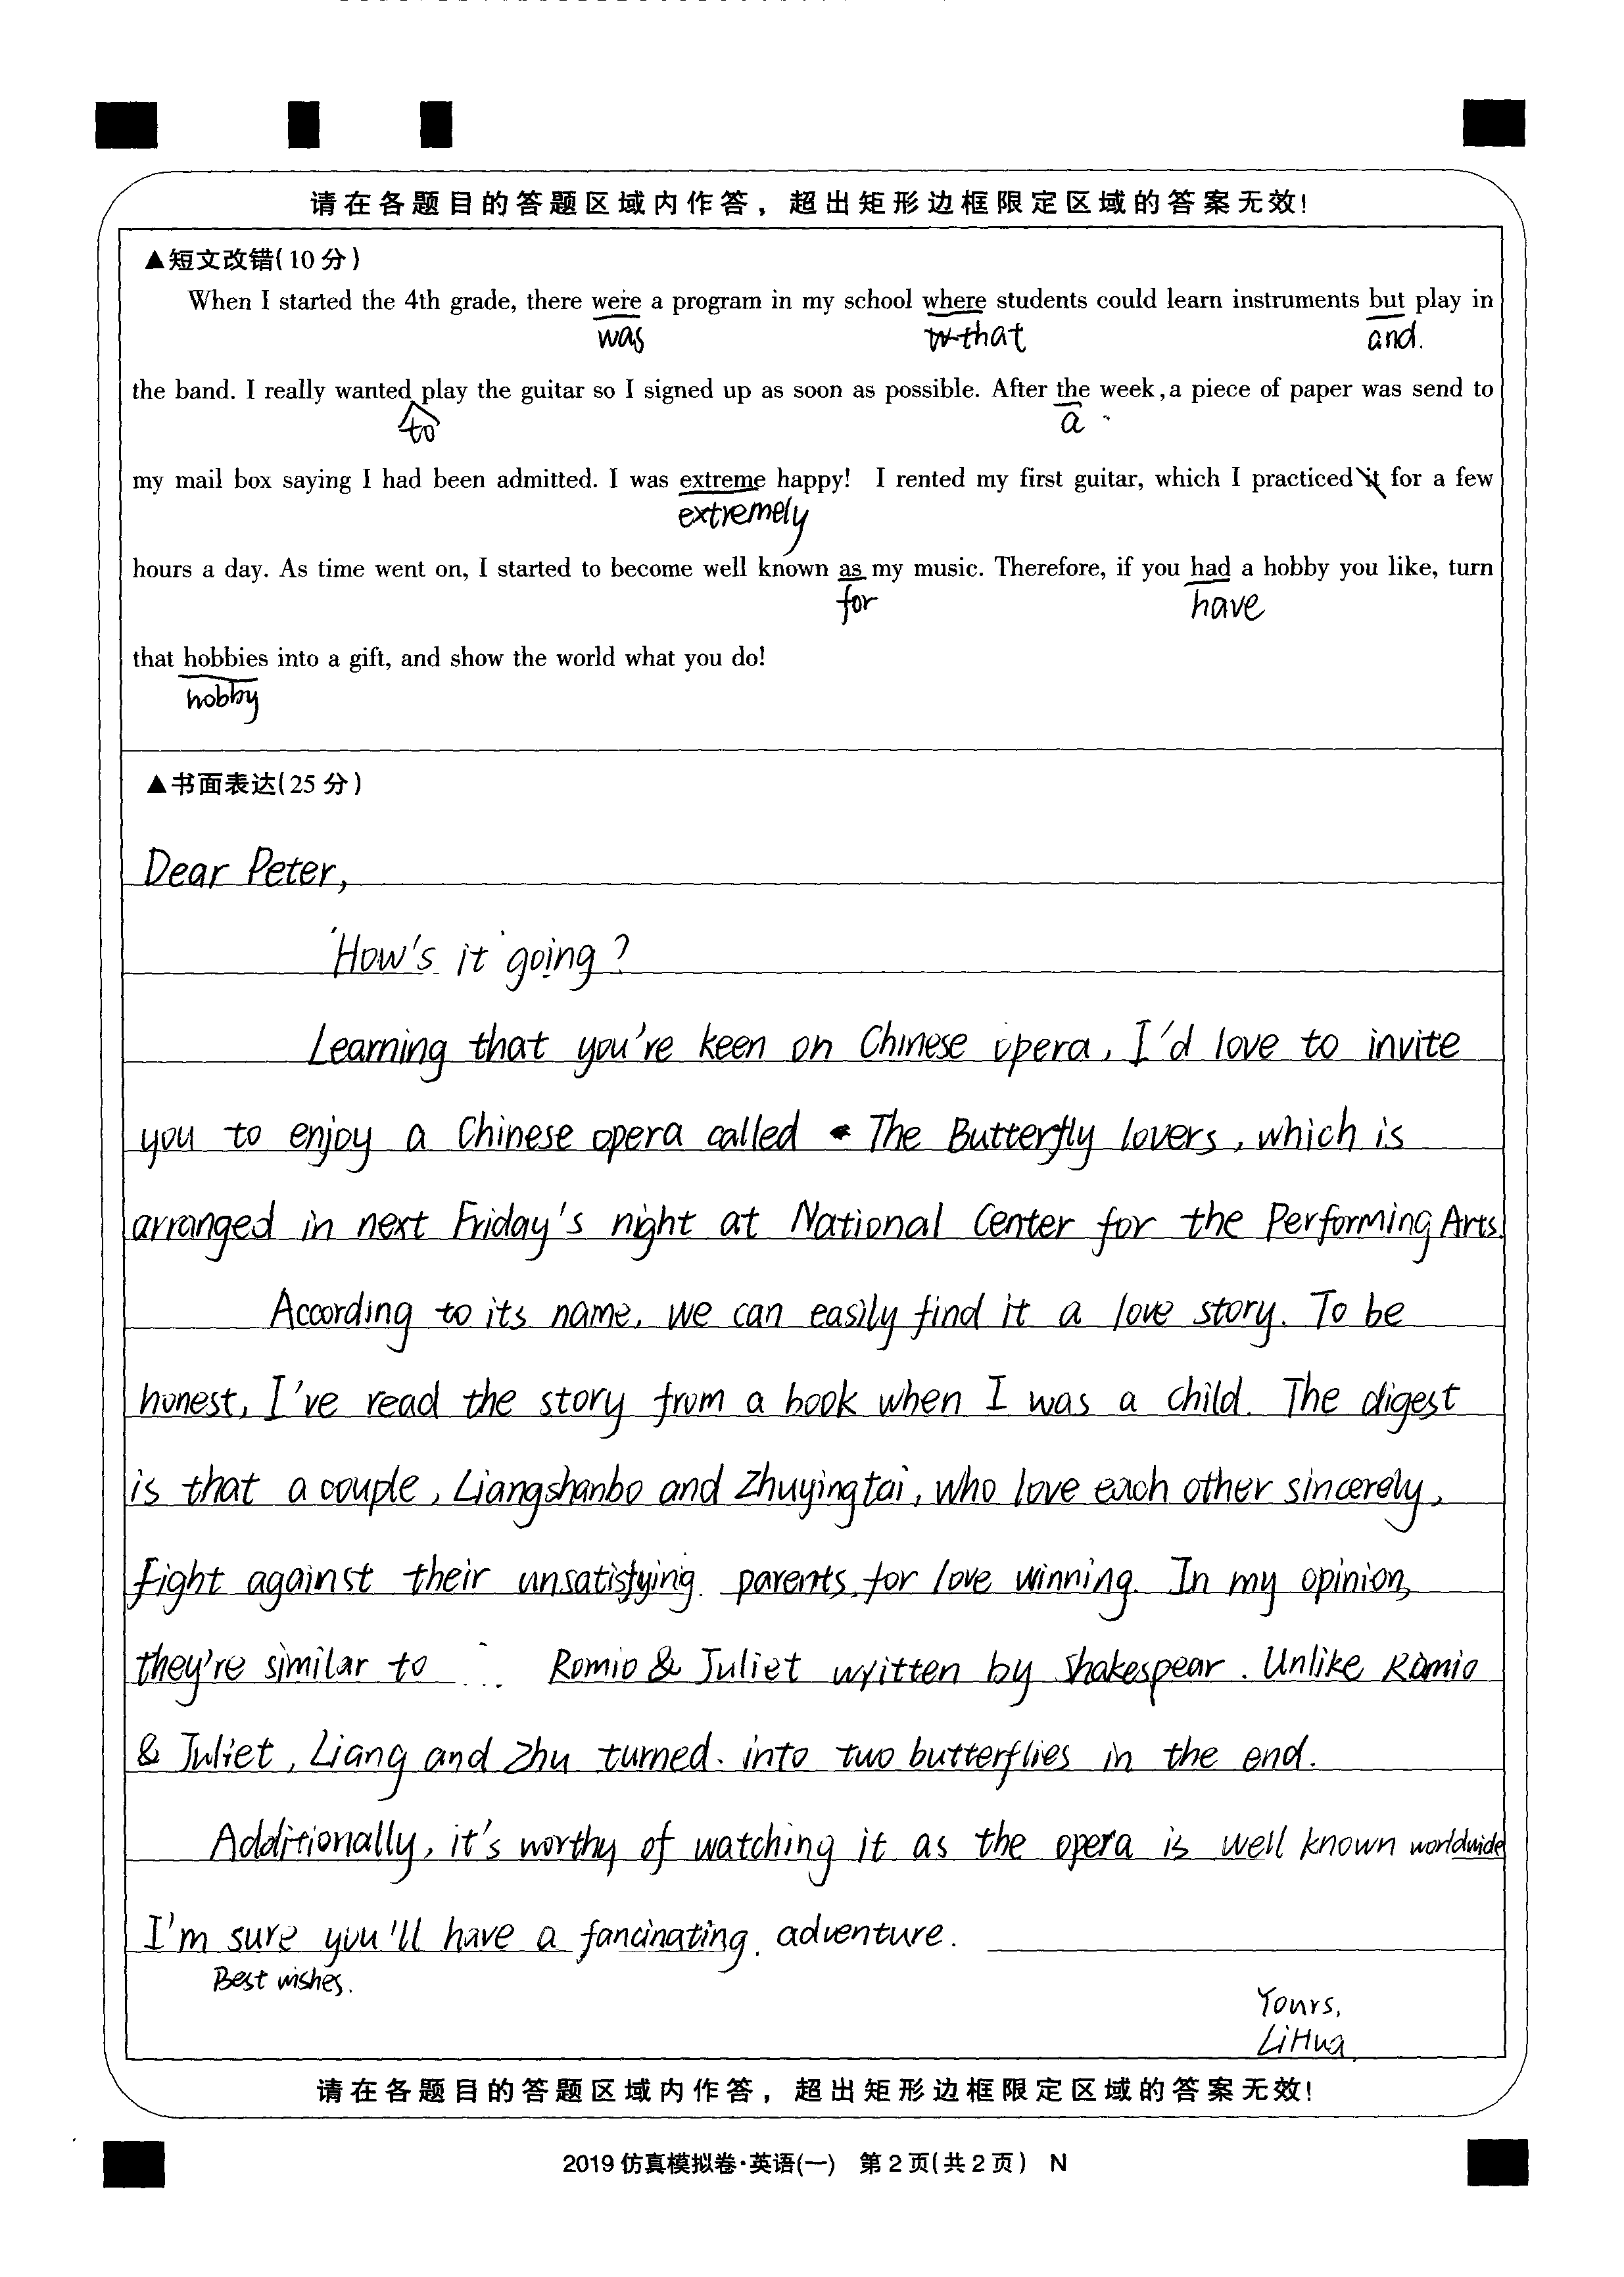 请在各题目的答题区域内作答，超出矩形边框限定区域的答案无效！
▲短文改错(10分)
When I started the 4th grade, there were a program in my school where students could learn instruments but play in
was that and.
the band. I really wanted play the guitar so I signed up as soon as possible. After the week, a piece of paper was send to
to a
my mail box saying I had been admitted. I was extreme happy! I rented my first guitar, which I practiced it for a few
extremely
hours a day. As time went on, I started to become well known as my music. Therefore, if you had a hobby you like, turn
for have
that hobbies into a gift, and show the world what you do!
hobby
▲书面表达(25分)
Dear Peter,
How's it going?
Learning that you're keen on Chinese opera, I'd love to invite
you to enjoy a Chinese opera called The Butterfly lovers, which is
arranged in next Friday's night at National Center for the Performing Arts.
According to its name, we can easily find it a love story. To be
honest, I've read the story from a book when I was a child. The digest
is that a couple, Liangshanbo and Zhuyingtai, who love each other sincerely,
fight against their unsatisfying parents for love winning. In my opinion,
they're similar to Romio & Juliet written by Shakespear. Unlike Romio
& Juliet, Liang and Zhu turned into two butterflies in the end.
Additionally, it's worthy of watching it as the opera is well known worldwide
I'm sure you'll have a fancinating adventure.
Best wishes.
Yours,
LiHua
请在各题目的答题区域内作答，超出矩形边框限定区域的答案无效！
2019仿真模拟卷·英语(一) 第2页(共2页) N